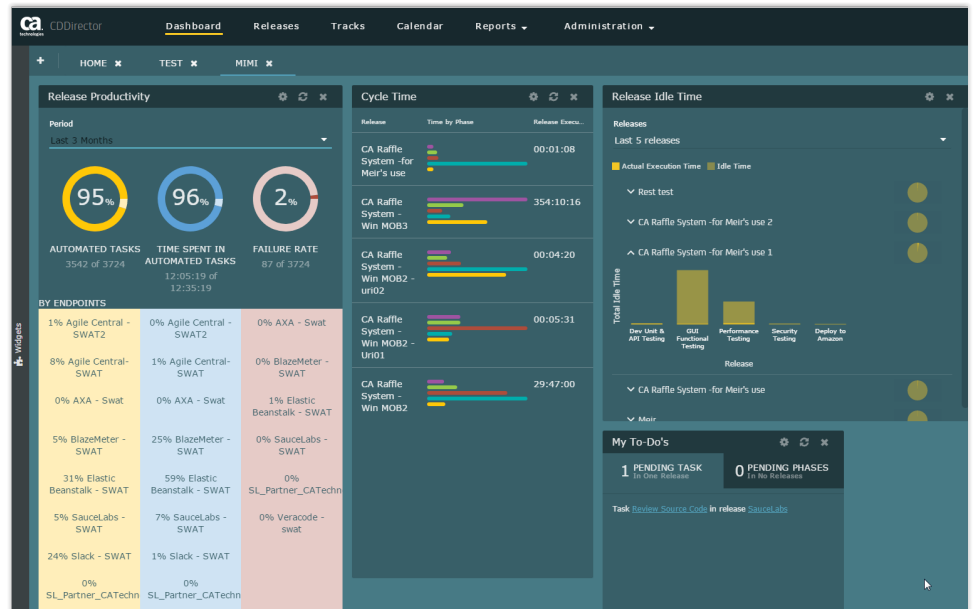 ca
technologies
CDDirector
Dashboard
Releases
Tracks
Calendar
Reports
Administration
+
HOME ✖
TEST ✖
MIMI ✖
Widgets
Release Productivity
Period
Last 3 Months
95%
96%
2%
AUTOMATED TASKS
3542 of 3724
TIME SPENT IN
AUTOMATED TASKS
12:05:19 of
12:35:19
FAILURE RATE
87 of 3724
BY ENDPOINTS
1% Agile Central -
SWAT2
8% Agile Central-
SWAT
0% AXA - Swat
5% BlazeMeter -
SWAT
31% Elastic
Beanstalk - SWAT
5% SauceLabs -
SWAT
24% Slack - SWAT
0%
SL_Partner_CATechn
0% Agile Central -
SWAT2
1% Agile Central-
SWAT
0% AXA - Swat
25% BlazeMeter -
SWAT
59% Elastic
Beanstalk - SWAT
7% SauceLabs -
SWAT
1% Slack - SWAT
0%
SL_Partner_CATechn
0% AXA - Swat
0% BlazeMeter -
SWAT
1% Elastic
Beanstalk - SWAT
0% SauceLabs -
SWAT
0%
SL_Partner_CATechn
0% Veracode -
swat
Cycle Time
Release
Time by Phase
Release Execu...
CA Raffle
System -for
Meir's use
00:01:08
CA Raffle
System -
Win MOB3
354:10:16
CA Raffle
System -
Win MOB2 -
uri02
00:04:20
CA Raffle
System -
Win MOB2 -
Uri01
00:05:31
CA Raffle
System -
Win MOB2
29:47:00
Release Idle Time
Releases
Last 5 releases
Actual Execution Time
Idle Time
Rest test
CA Raffle System -for Meir's use 2
CA Raffle System -for Meir's use 1
Total Idle Time
Dev Unit &
API Testing
GUI
Functional
Testing
Performance
Testing
Security
Testing
Deploy to
Amazon
Release
CA Raffle System -for Meir's use
Meir
My To-Do's
1 PENDING TASK
In One Release
0 PENDING PHASES
In No Releases
Task Review Source Code in release SauceLabs